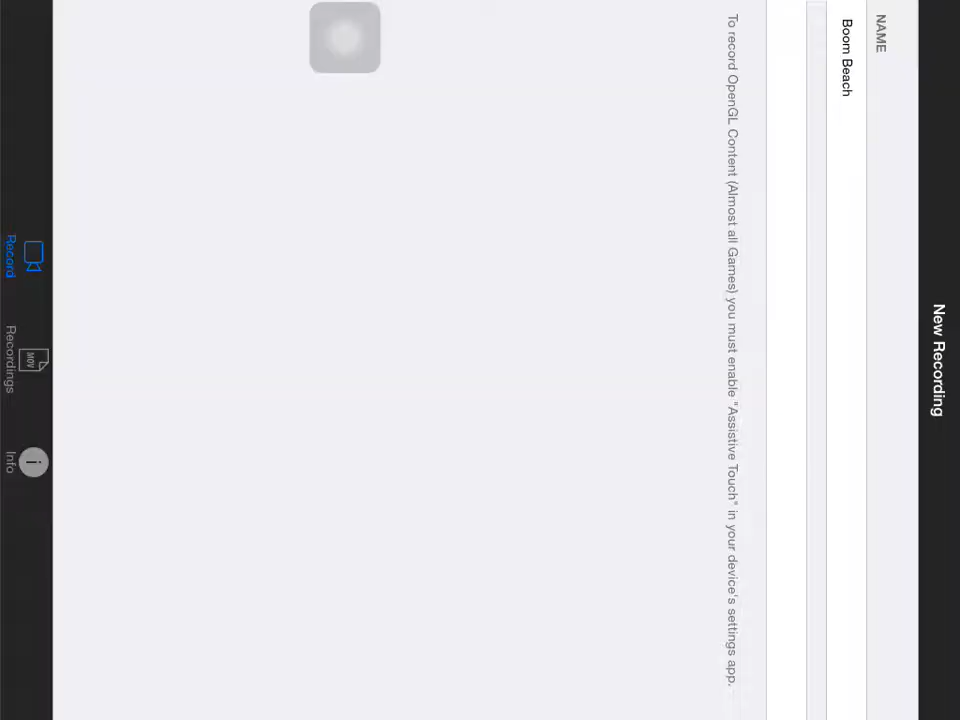 New Recording
NAME
Boom Beach
To record OpenGL Content (Almost all Games) you must enable "Assistive Touch" in your device's settings app.
MOV
i
Record
Recordings
Info